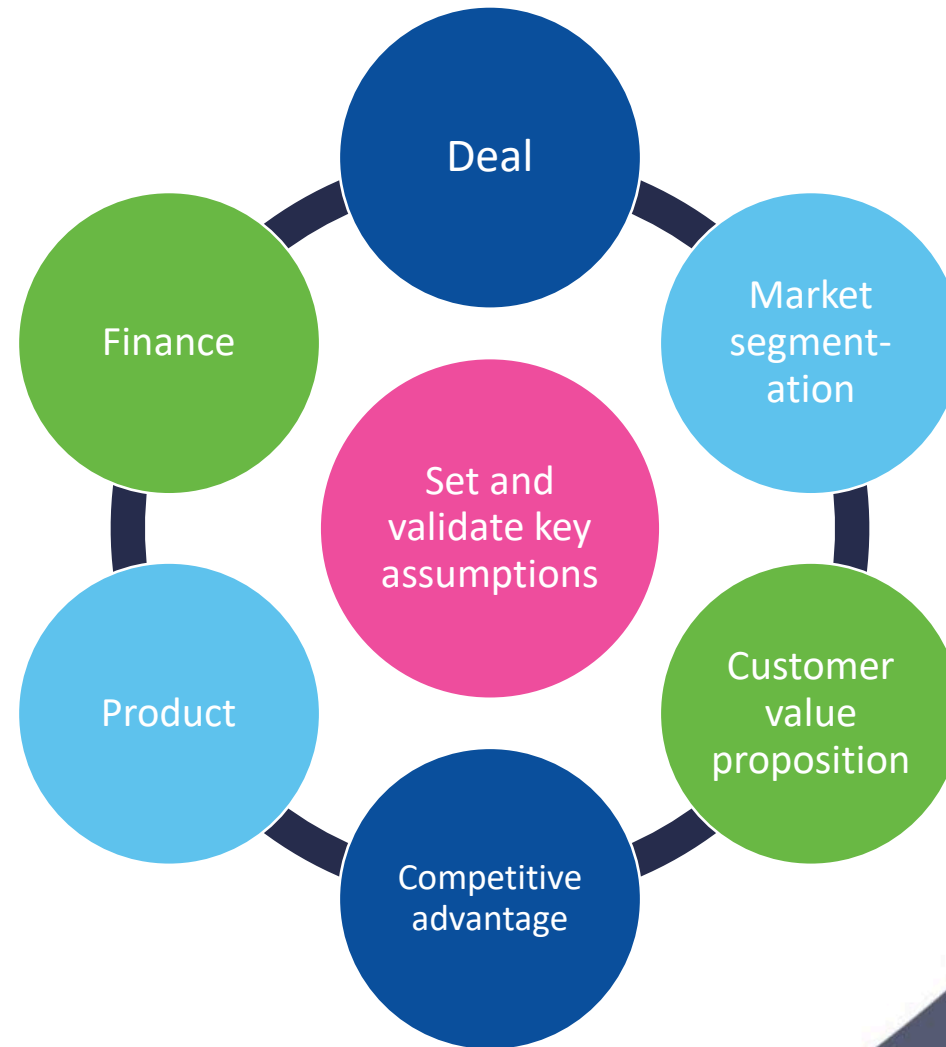 Deal
Market
segment-
ation
Finance
Set and
validate key
assumptions
Customer
value
proposition
Product
Competitive
advantage